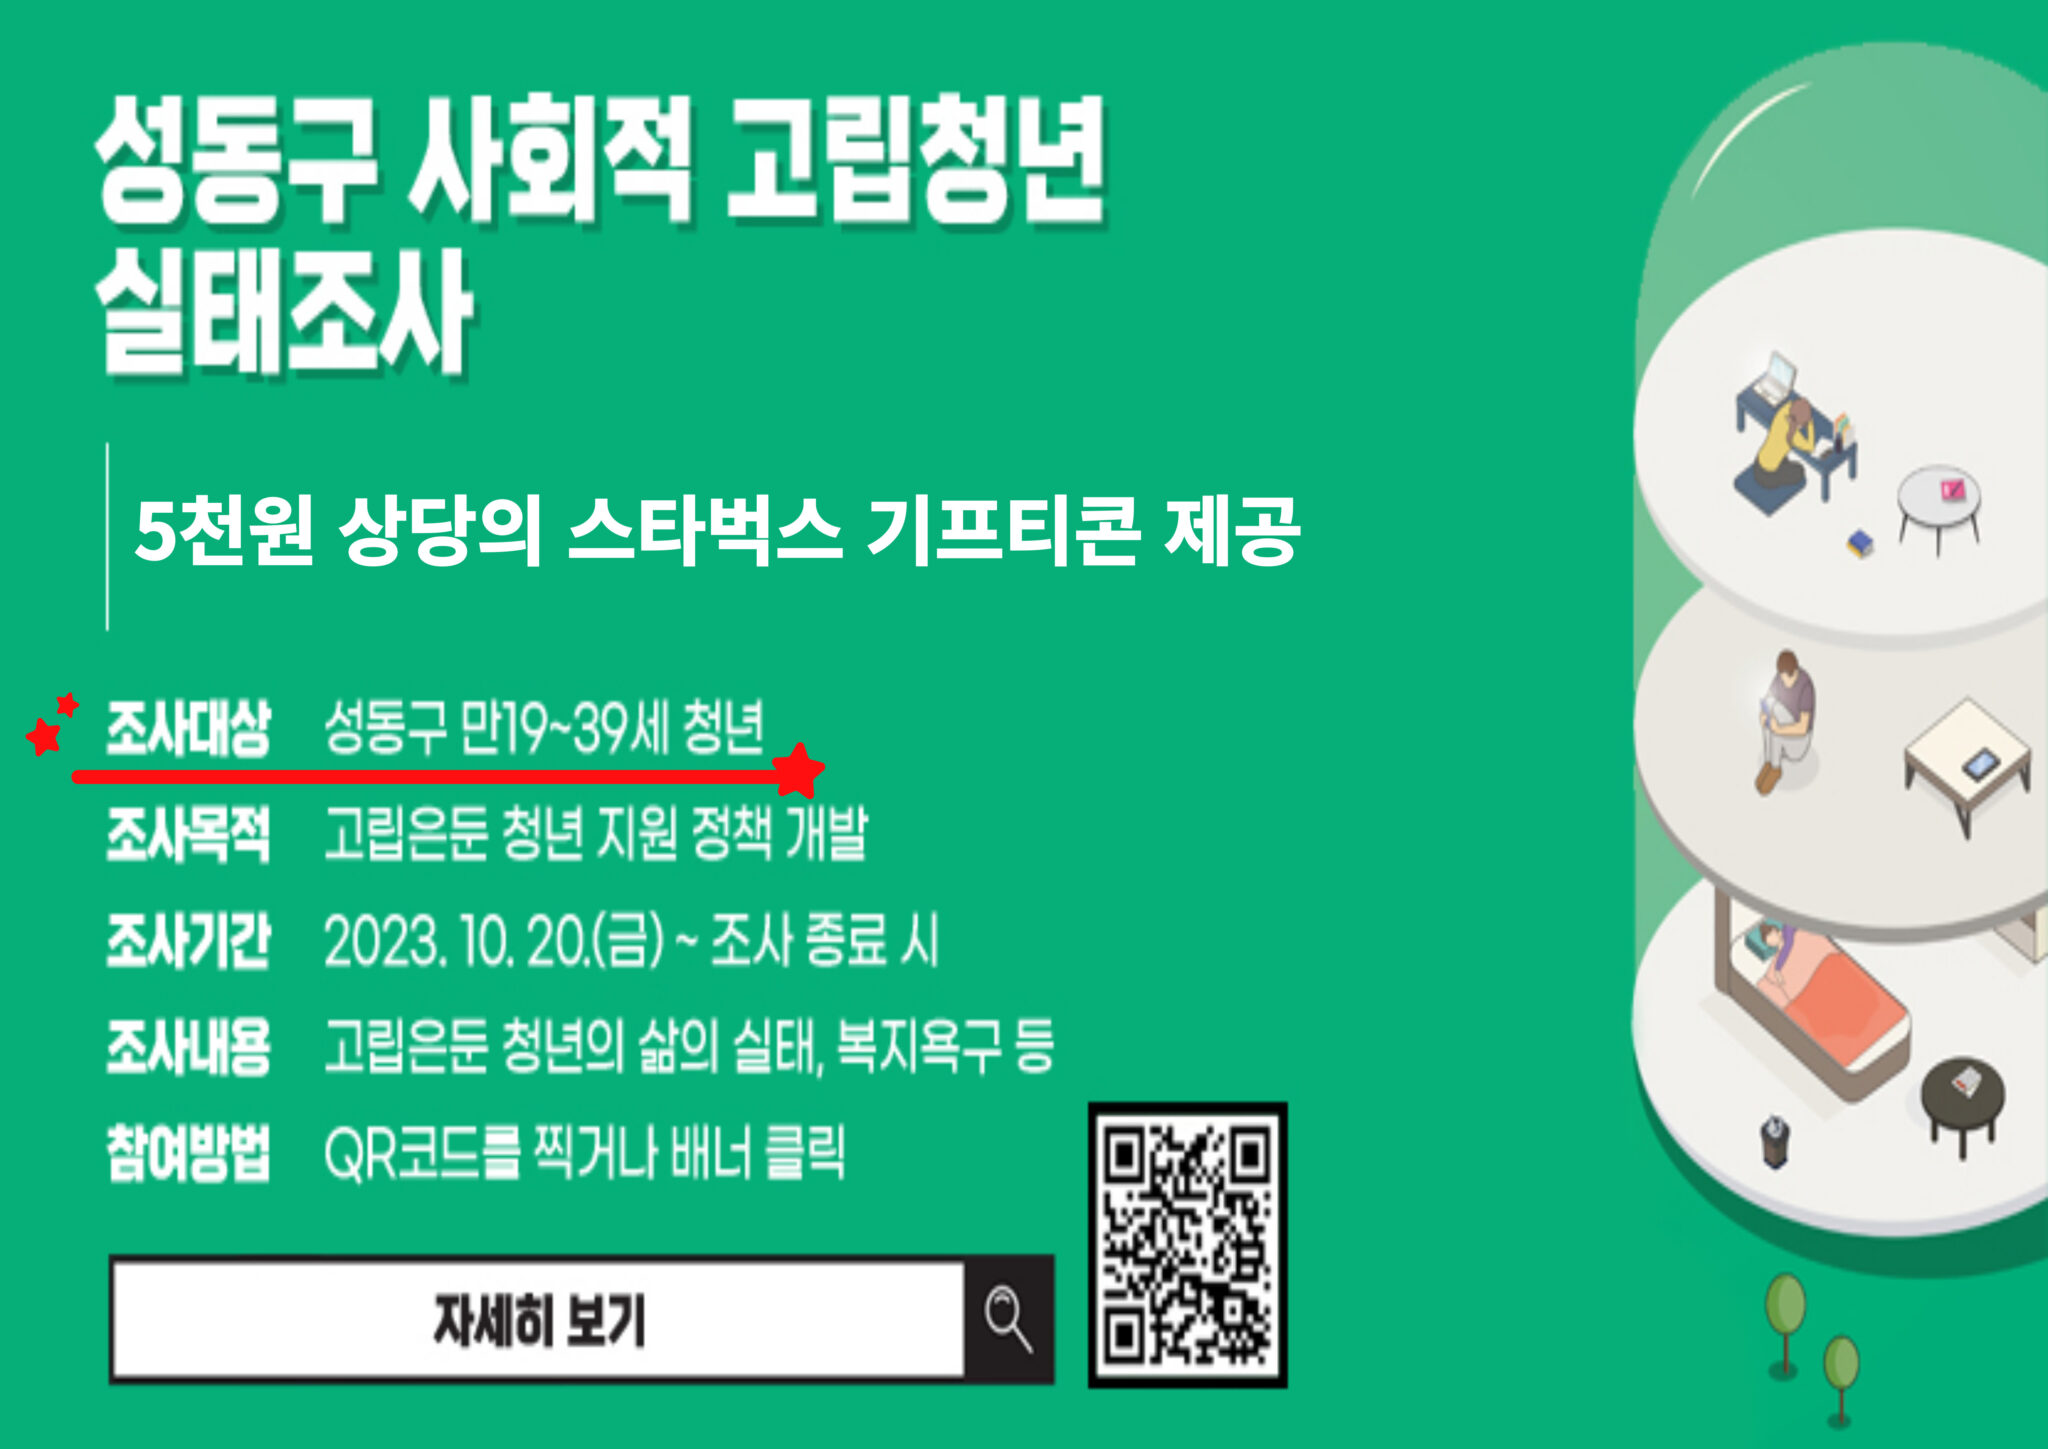 성동구 사회적 고립청년
실태조사
5천원 상당의 스타벅스 기프티콘 제공
조사대상 성동구 만19~39세 청년
조사목적 고립은둔 청년 지원 정책 개발
조사기간 2023. 10. 20.(금) ~ 조사 종료 시
조사내용 고립은둔 청년의 삶의 실태, 복지욕구 등
참여방법 QR코드를 찍거나 배너 클릭
자세히 보기